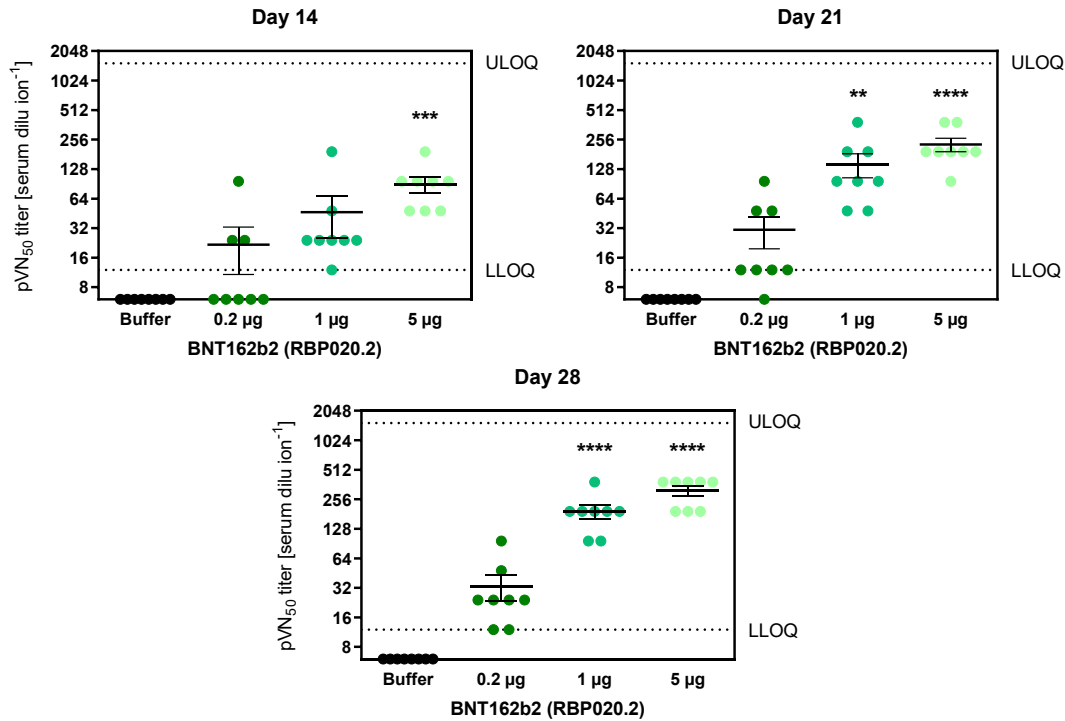 Day 14
pVN50 titer [serum dilu ion-1]
2048
1024
512
256
128
64
32
16
8
ULOQ
LLOQ
***
Buffer 0.2 µg 1 µg 5 µg
BNT162b2 (RBP020.2)
Day 21
pVN50 titer [serum dilu ion-1]
2048
1024
512
256
128
64
32
16
8
ULOQ
LLOQ
** ****
Buffer 0.2 µg 1 µg 5 µg
BNT162b2 (RBP020.2)
Day 28
pVN50 titer [serum dilu ion-1]
2048
1024
512
256
128
64
32
16
8
ULOQ
LLOQ
**** ****
Buffer 0.2 µg 1 µg 5 µg
BNT162b2 (RBP020.2)